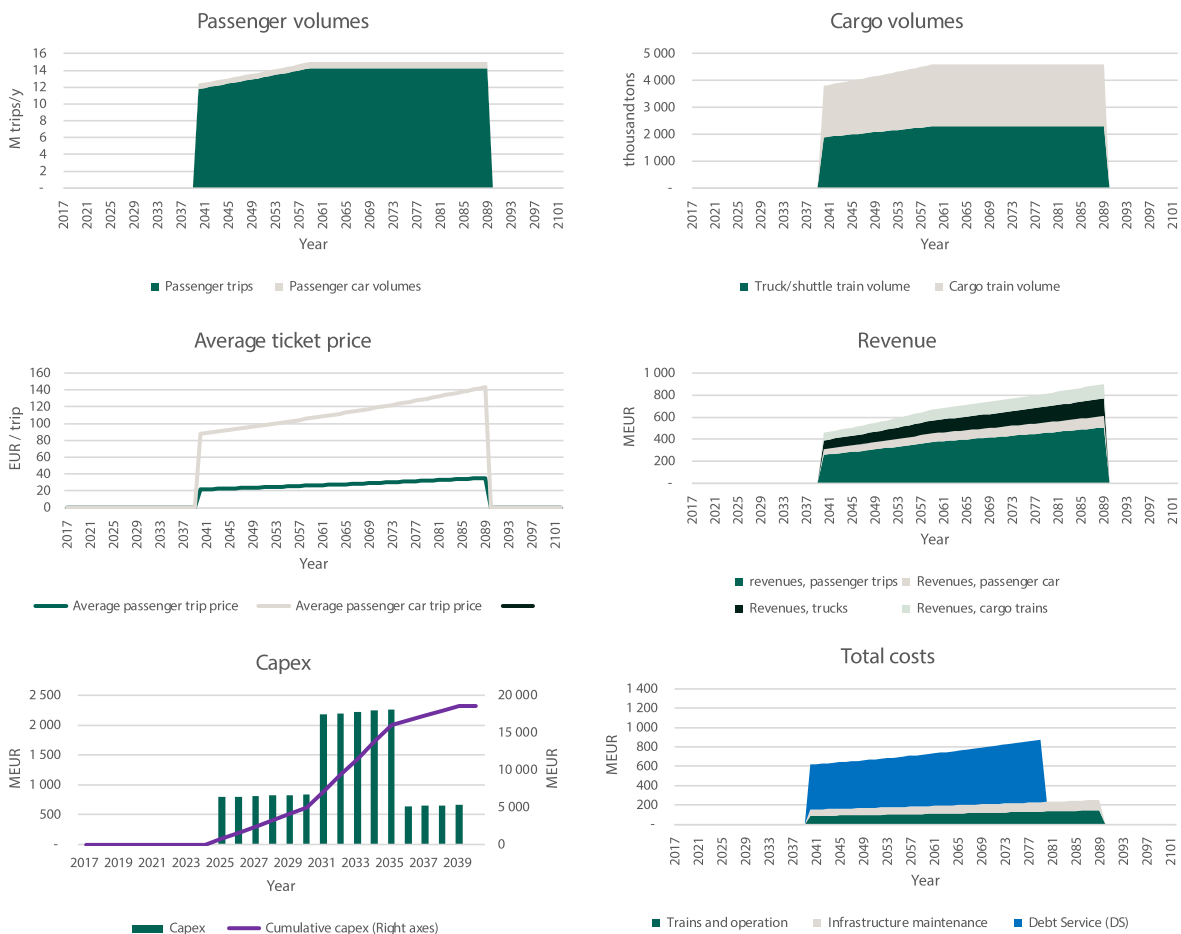 Passenger volumes
16
14
12
10
8
6
4
2
-
M trips/y
2017 2021 2025 2029 2033 2037 2041 2045 2049 2053 2057 2061 2065 2069 2073 2077 2081 2085 2089 2093 2097 2101
Year
Passenger trips Passenger car volumes
Cargo volumes
5 000
4 000
3 000
2 000
1 000
-
thousand tons
2017 2021 2025 2029 2033 2037 2041 2045 2049 2053 2057 2061 2065 2069 2073 2077 2081 2085 2089 2093 2097 2101
Year
Truck/shuttle train volume Cargo train volume
Average ticket price
160
140
120
100
80
60
40
20
0
EUR / trip
2017 2021 2025 2029 2033 2037 2041 2045 2049 2053 2057 2061 2065 2069 2073 2077 2081 2085 2089 2093 2097 2101
Year
Average passenger trip price Average passenger car trip price
Revenue
1 000
800
600
400
200
-
MEUR
2017 2021 2025 2029 2033 2037 2041 2045 2049 2053 2057 2061 2065 2069 2073 2077 2081 2085 2089 2093 2097 2101
Year
revenues, passenger trips Revenues, passenger car
Revenues, trucks Revenues, cargo trains
Capex
2 500
2 000
1 500
1 000
500
-
MEUR
20 000
15 000
10 000
5 000
0
MEUR
2017 2019 2021 2023 2025 2027 2029 2031 2033 2035 2037 2039
Year
Capex Cumulative capex (Right axes)
Total costs
1 400
1 200
1 000
800
600
400
200
-
MEUR
2017 2021 2025 2029 2033 2037 2041 2045 2049 2053 2057 2061 2065 2069 2073 2077 2081 2085 2089 2093 2097 2101
Year
Trains and operation Infrastructure maintenance Debt Service (DS)